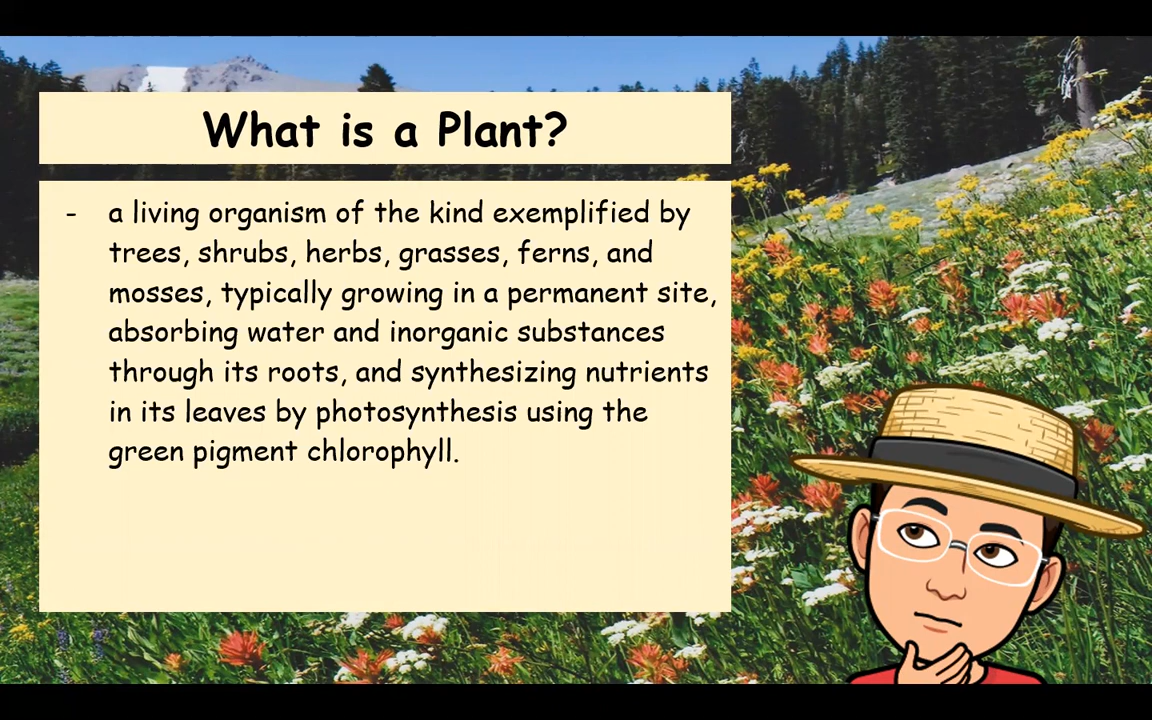 What is a Plant?
- a living organism of the kind exemplified by
trees, shrubs, herbs, grasses, ferns, and
mosses, typically growing in a permanent site,
absorbing water and inorganic substances
through its roots, and synthesizing nutrients
in its leaves by photosynthesis using the
green pigment chlorophyll.